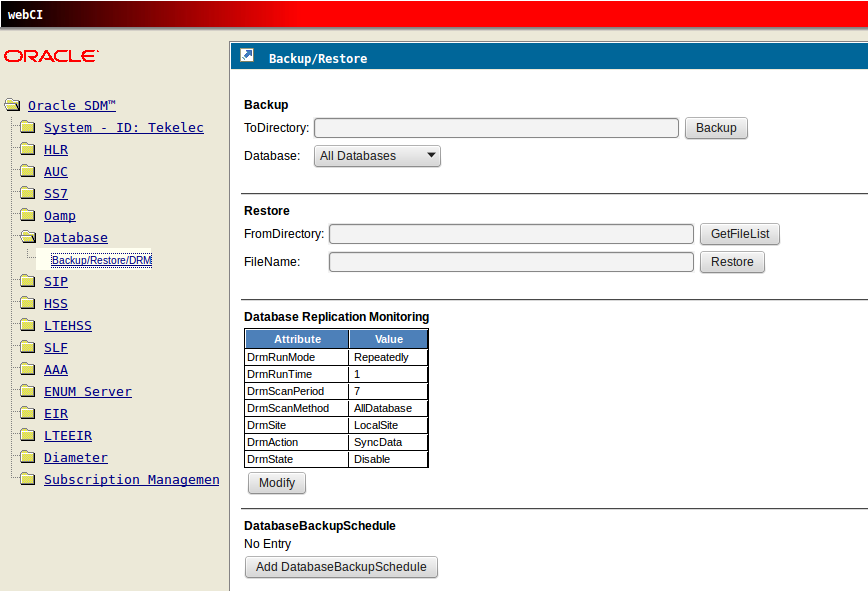 webCI
ORACLE
Oracle SDM™
System - ID: Tekelec
HLR
AUC
SS7
Oamp
Database
Backup/Restore/DRM
SIP
HSS
LTEHSS
SLF
AAA
ENUM Server
EIR
LTEEIR
Diameter
Subscription Managemen
Backup/Restore
Backup
ToDirectory: Backup
Database: All Databases
Restore
FromDirectory: GetFileList
FileName: Restore
Database Replication Monitoring
Attribute Value
DrmRunMode Repeatedly
DrmRunTime 1
DrmScanPeriod 7
DrmScanMethod AllDatabase
DrmSite LocalSite
DrmAction SyncData
DrmState Disable
Modify
DatabaseBackupSchedule
No Entry
Add DatabaseBackupSchedule